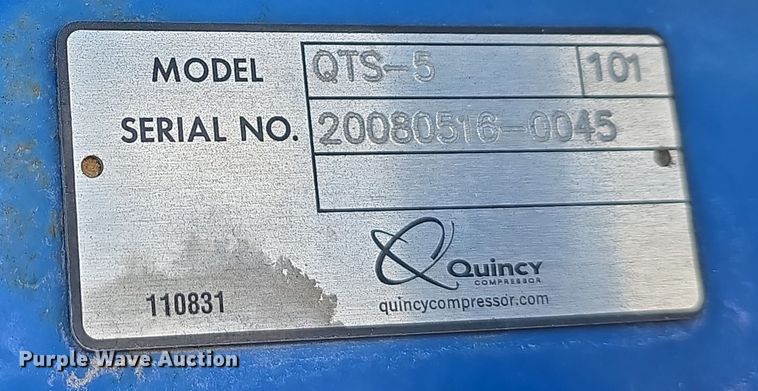 MODEL QTS-5 101
SERIAL NO. 20080516-0045
Quincy
COMPRESSOR
110831 quincycompressor.com
Purple Wave Auction